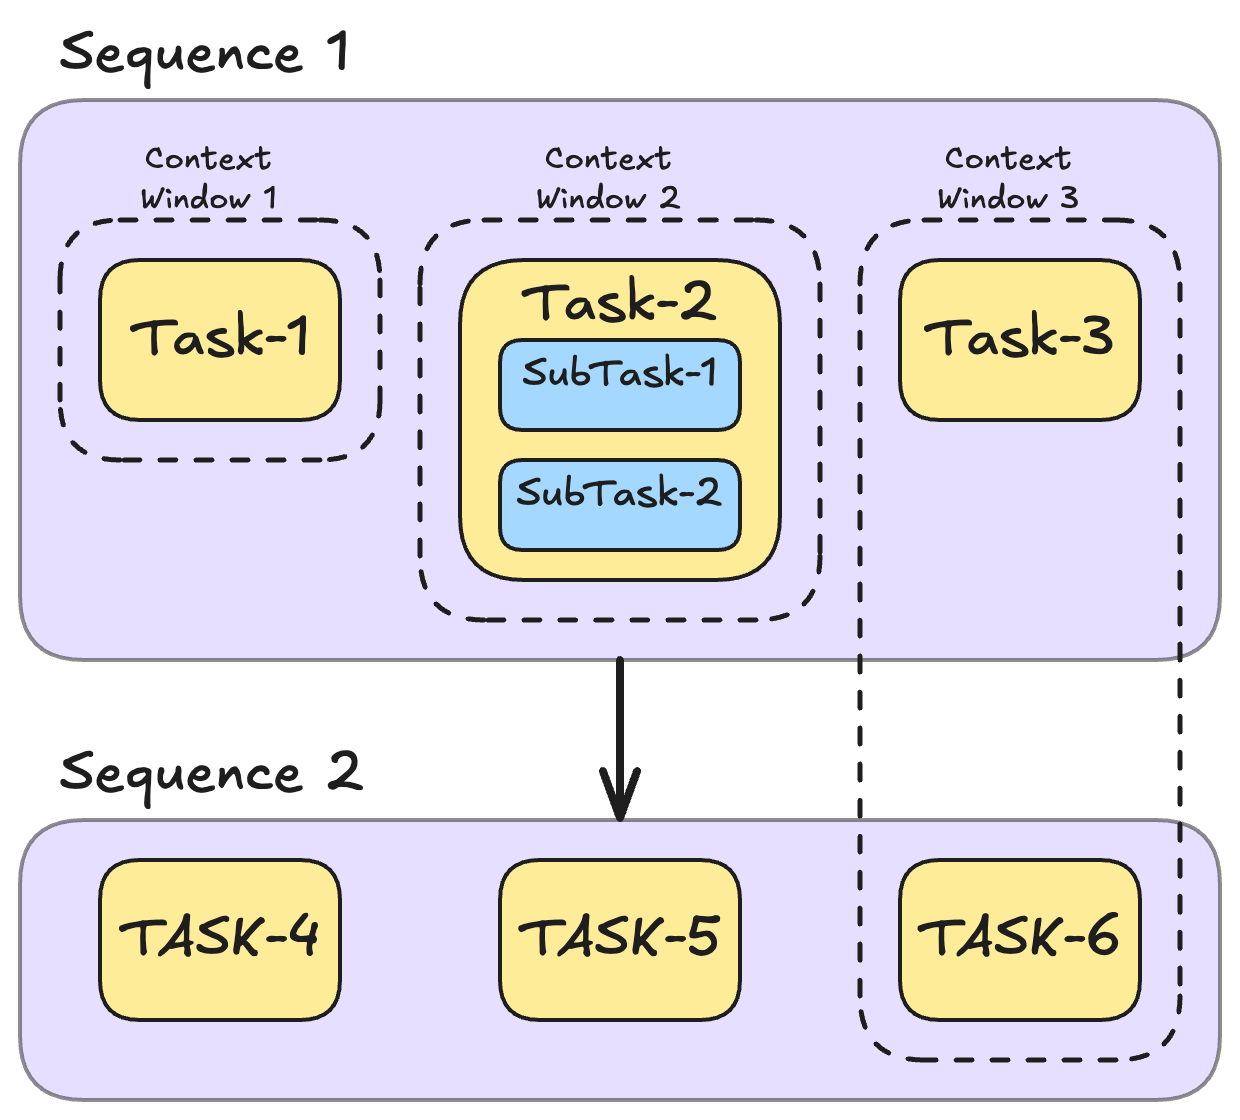 Sequence 1
Context
Window 1
Context
Window 2
Context
Window 3
Task-1
Task-2
SubTask-1
SubTask-2
Task-3
Sequence 2
TASK-4
TASK-5
TASK-6